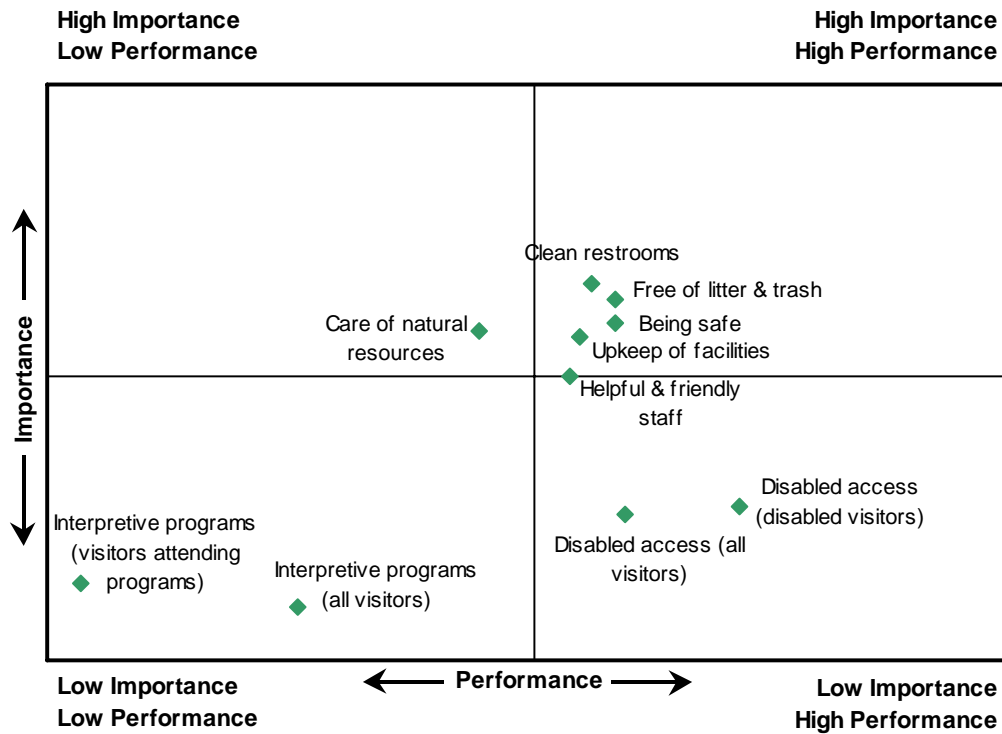 High Importance
Low Performance
High Importance
High Performance
Clean restrooms
Free of litter & trash
Being safe
Care of natural
resources
Upkeep of facilities
Helpful & friendly
staff
Importance
Disabled access
(disabled visitors)
Disabled access (all
visitors)
Interpretive programs
(visitors attending
programs)
Interpretive programs
(all visitors)
Performance
Low Importance
Low Performance
Low Importance
High Performance